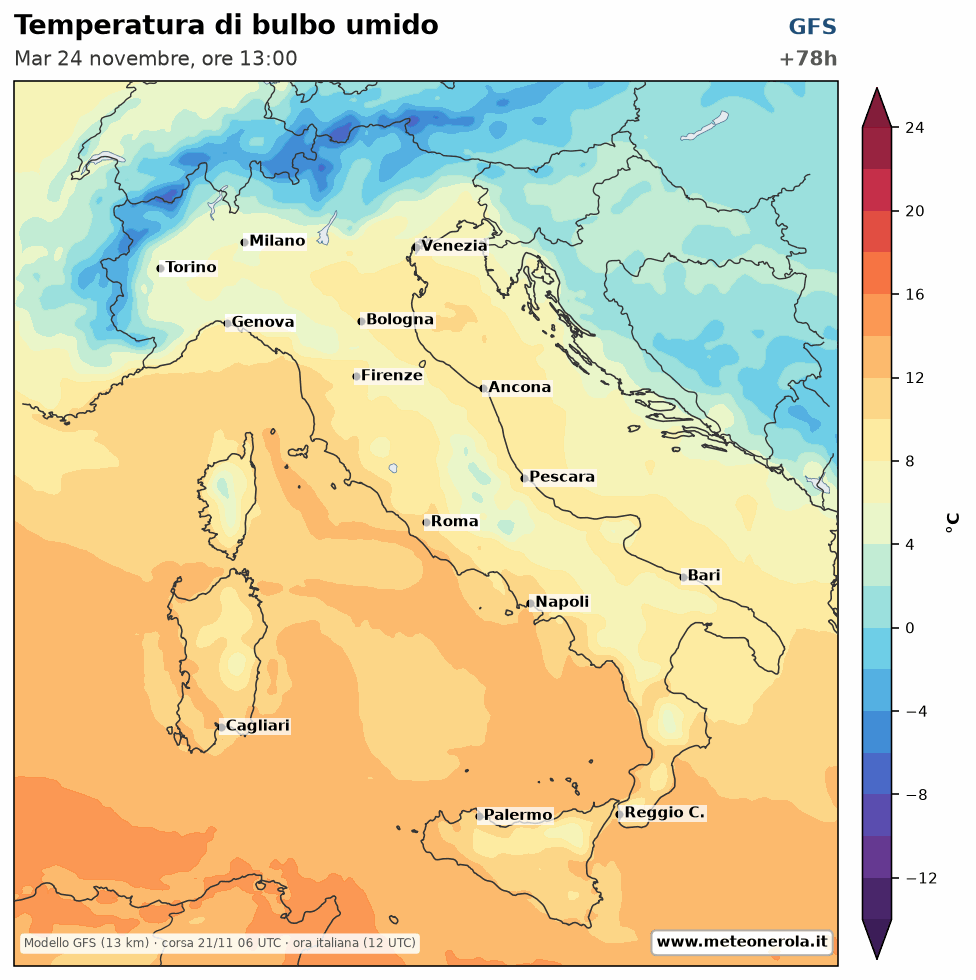 Temperatura di bulbo umido
GFS
Mar 24 novembre, ore 13:00
+78h
Milano
Venezia
Torino
Genova
Bologna
Firenze
Ancona
Pescara
Roma
Bari
Napoli
Cagliari
Palermo
Reggio C.
24
20
16
12
8
4
0
−4
−8
−12
°C
Modello GFS (13 km) · corsa 21/11 06 UTC · ora italiana (12 UTC)
www.meteonerola.it